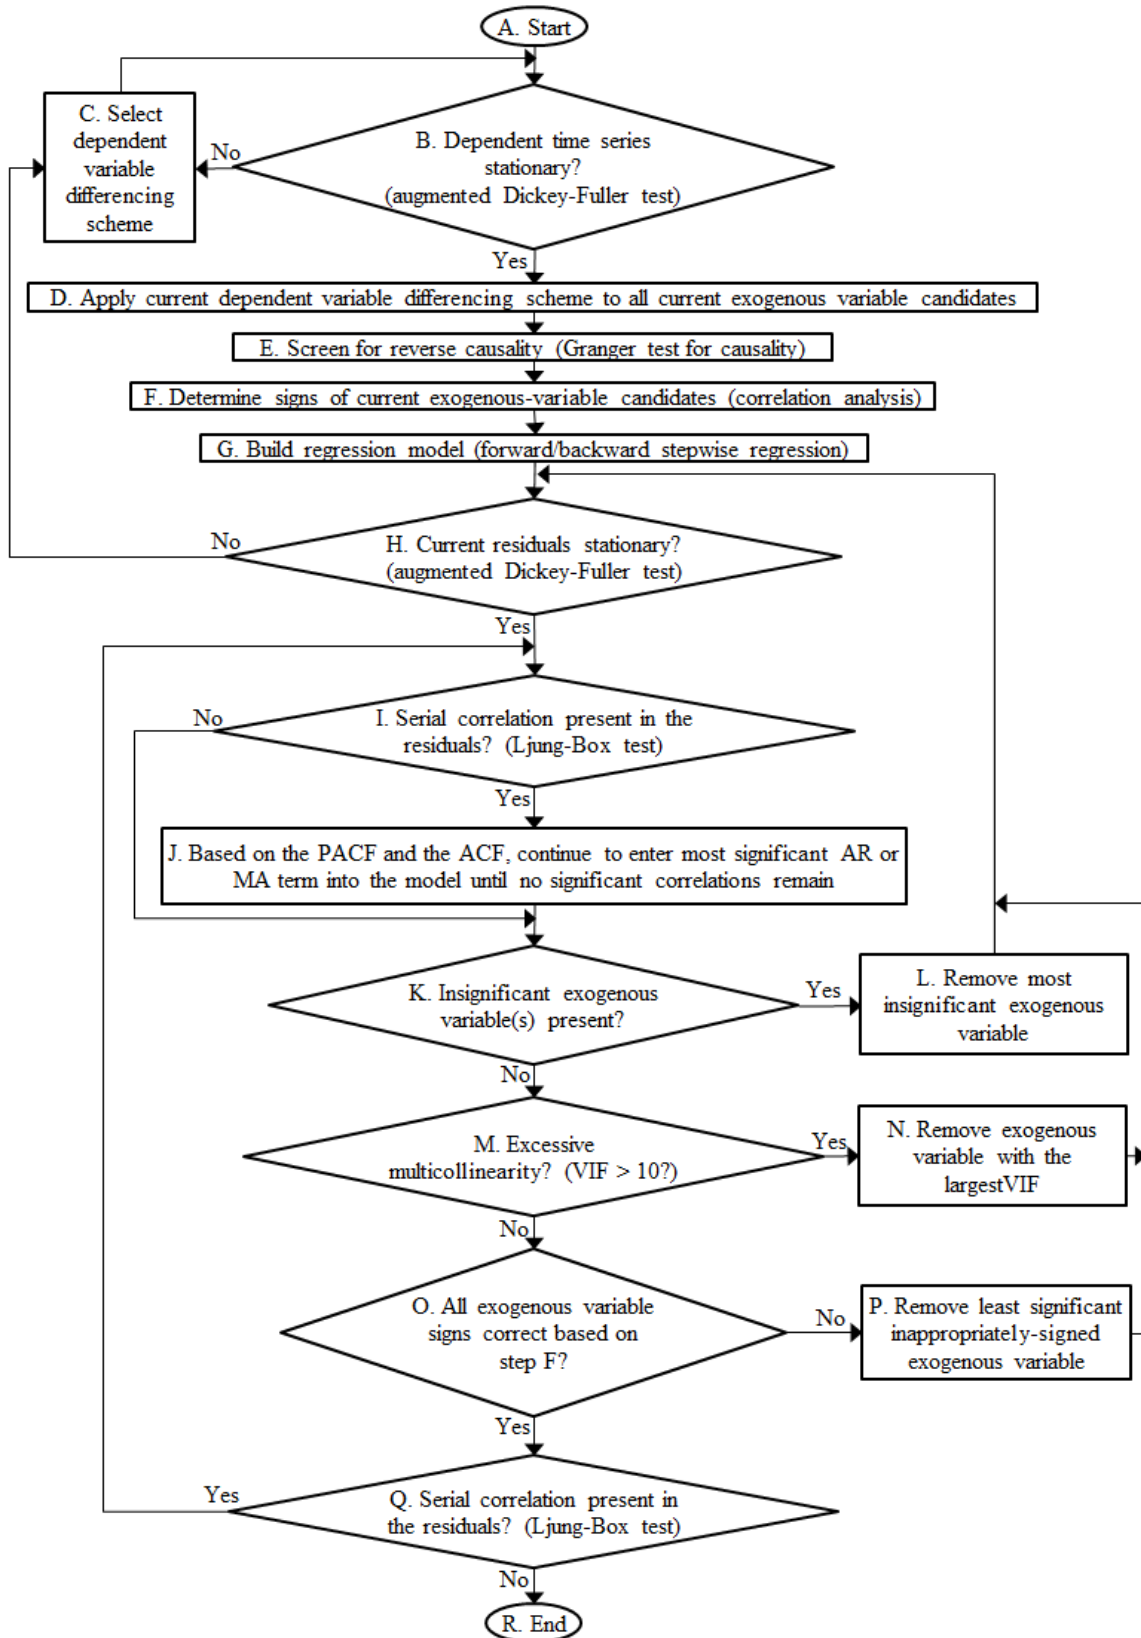 A. Start
C. Select
dependent
variable
differencing
scheme
No
B. Dependent time series
stationary?
(augmented Dickey-Fuller test)
Yes
D. Apply current dependent variable differencing scheme to all current exogenous variable candidates
E. Screen for reverse causality (Granger test for causality)
F. Determine signs of current exogenous-variable candidates (correlation analysis)
G. Build regression model (forward/backward stepwise regression)
No
H. Current residuals stationary?
(augmented Dickey-Fuller test)
Yes
No
I. Serial correlation present in the
residuals? (Ljung-Box test)
Yes
J. Based on the PACF and the ACF, continue to enter most significant AR or
MA term into the model until no significant correlations remain
K. Insignificant exogenous
variable(s) present?
Yes
L. Remove most
insignificant exogenous
variable
No
M. Excessive
multicollinearity? (VIF > 10?)
Yes
N. Remove exogenous
variable with the
largestVIF
No
O. All exogenous variable
signs correct based on
step F?
No
P. Remove least significant
inappropriately-signed
exogenous variable
Yes
Yes
Q. Serial correlation present in
the residuals? (Ljung-Box test)
No
R. End